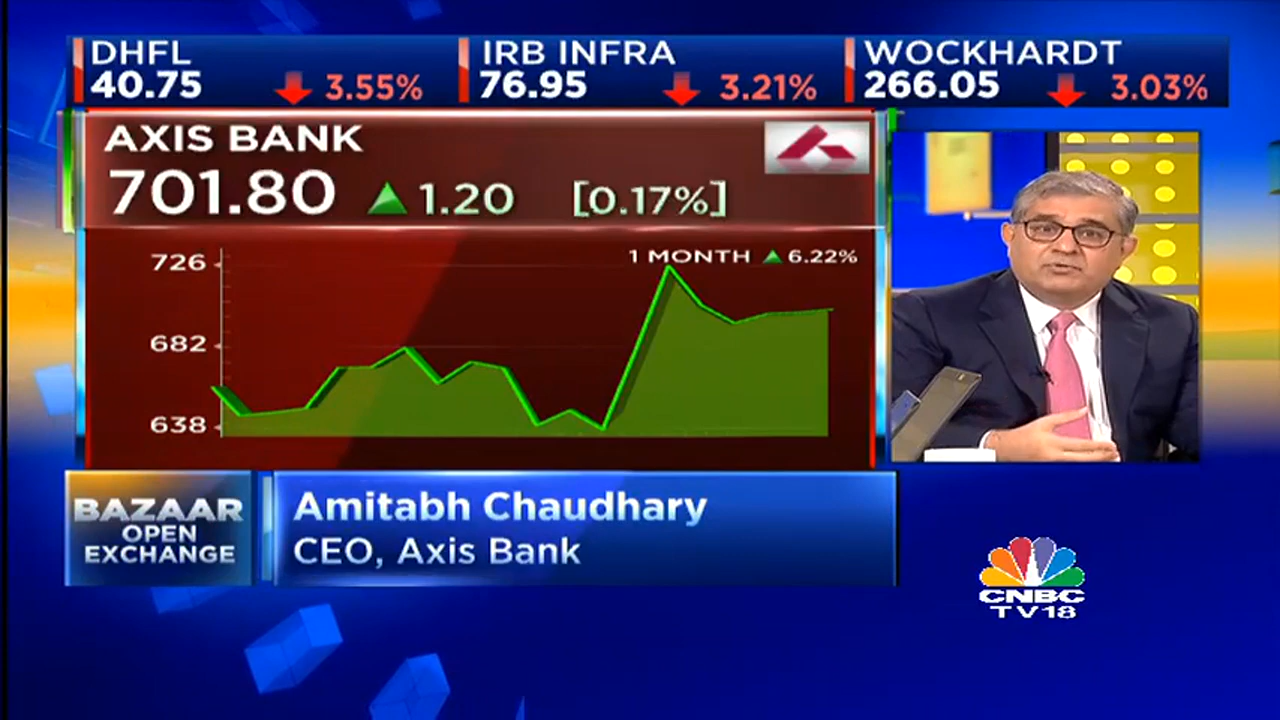 DHFL
40.75 3.55%
IRB INFRA
76.95 3.21%
WOCKHARDT
266.05 3.03%
AXIS BANK
701.80 1.20 [0.17%]
1 MONTH 6.22%
726
682
638
BAZAAR
OPEN
EXCHANGE
Amitabh Chaudhary
CEO, Axis Bank
CNBC
TV18